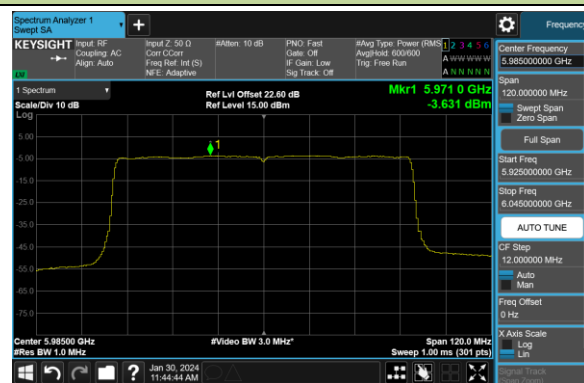 Spectrum Analyzer 1
Swept SA
Frequency
KEYSIGHT
Input: RF
Coupling: AC
Align: Auto
Input Z: 50 Ω
Corr CCorr
Freq Ref: Int (S)
NFE: Adaptive
#Atten: 10 dB
PNO: Fast
Gate: Off
IF Gain: Low
Sig Track: Off
#Avg Type: Power (RMS)
Avg|Hold: 600/600
Trig: Free Run
1 2 3 4 5 6
A W W W W W
A N N N N N
LXI
1 Spectrum
Scale/Div 10 dB
Log
Ref Lvl Offset 22.60 dB
Ref Level 15.00 dBm
Mkr1 5.971 0 GHz
-3.631 dBm
1
5.00
-5.00
-15.0
-25.0
-35.0
-45.0
-55.0
-65.0
-75.0
Center 5.98500 GHz
#Res BW 1.0 MHz
#Video BW 3.0 MHz*
Span 120.0 MHz
Sweep 1.00 ms (301 pts)
Jan 30, 2024
11:44:44 AM
Center Frequency
5.985000000 GHz
Span
120.000000 MHz
Swept Span
Zero Span
Full Span
Start Freq
5.925000000 GHz
Stop Freq
6.045000000 GHz
AUTO TUNE
CF Step
12.000000 MHz
Auto
Man
Freq Offset
0 Hz
X Axis Scale
Log
Lin
Signal Track